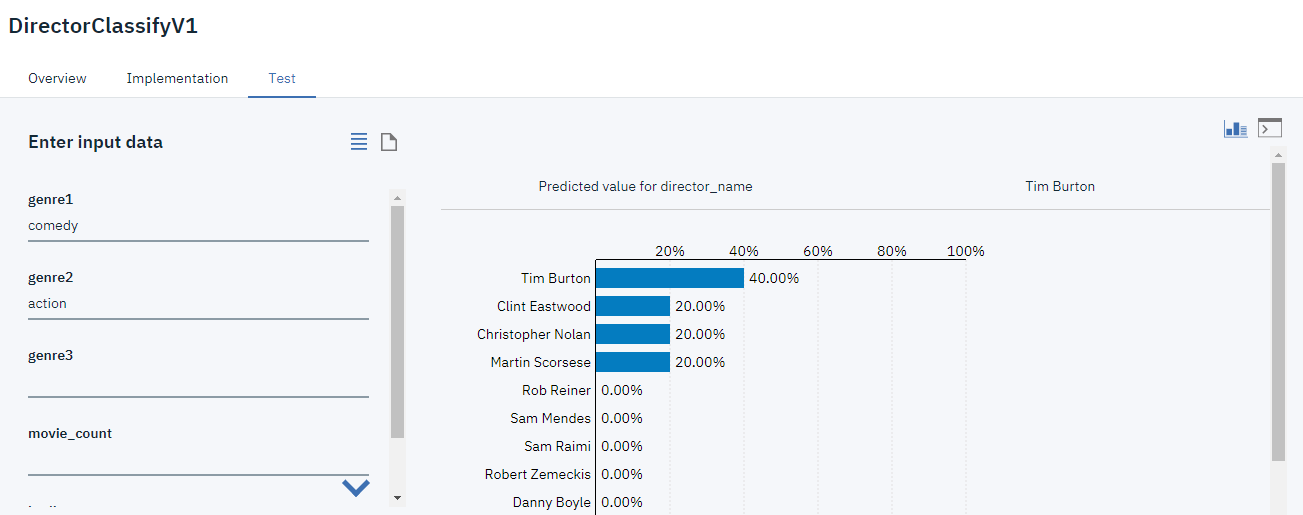 DirectorClassifyV1
Overview Implementation Test
Enter input data
genre1
comedy
genre2
action
genre3
movie_count
Predicted value for director_name Tim Burton
20% 40% 60% 80% 100%
Tim Burton 40.00%
Clint Eastwood 20.00%
Christopher Nolan 20.00%
Martin Scorsese 20.00%
Rob Reiner 0.00%
Sam Mendes 0.00%
Sam Raimi 0.00%
Robert Zemeckis 0.00%
Danny Boyle 0.00%